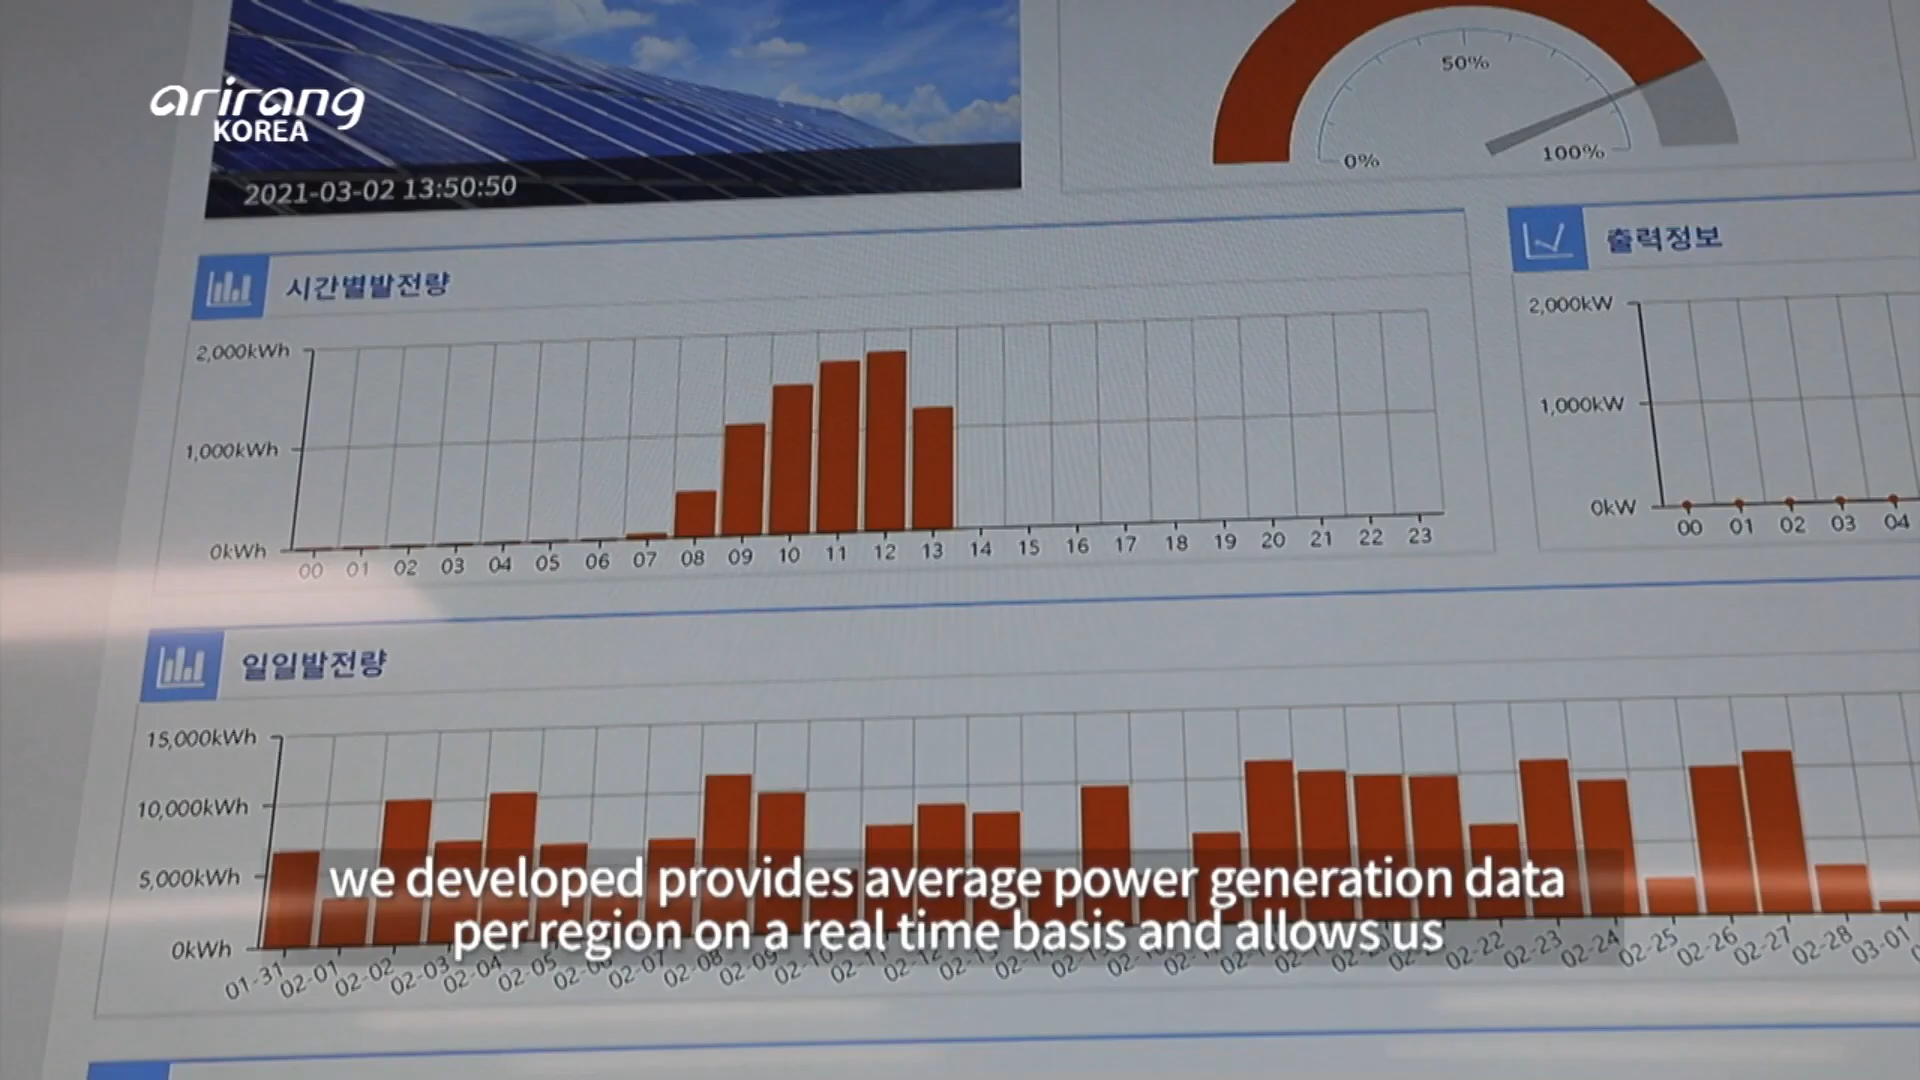 arirang
KOREA
2021-03-02 13:50:50
50%
0%
100%
시간별발전량
2,000kWh
1,000kWh
0kWh
00 01 02 03 04 05 06 07 08 09 10 11 12 13 14 15 16 17 18 19 20 21 22 23
출력정보
2,000kW
1,000kW
0kW
00 01 02 03 04
일일발전량
15,000kWh
10,000kWh
5,000kWh
0kWh
01-31 02-01 02-02 02-03 02-04 02-05 02-07 02-08 02-09 02-22 02-23 02-24 02-25 02-26 02-27 02-28 03-01
we developed provides average power generation data
per region on a real time basis and allows us